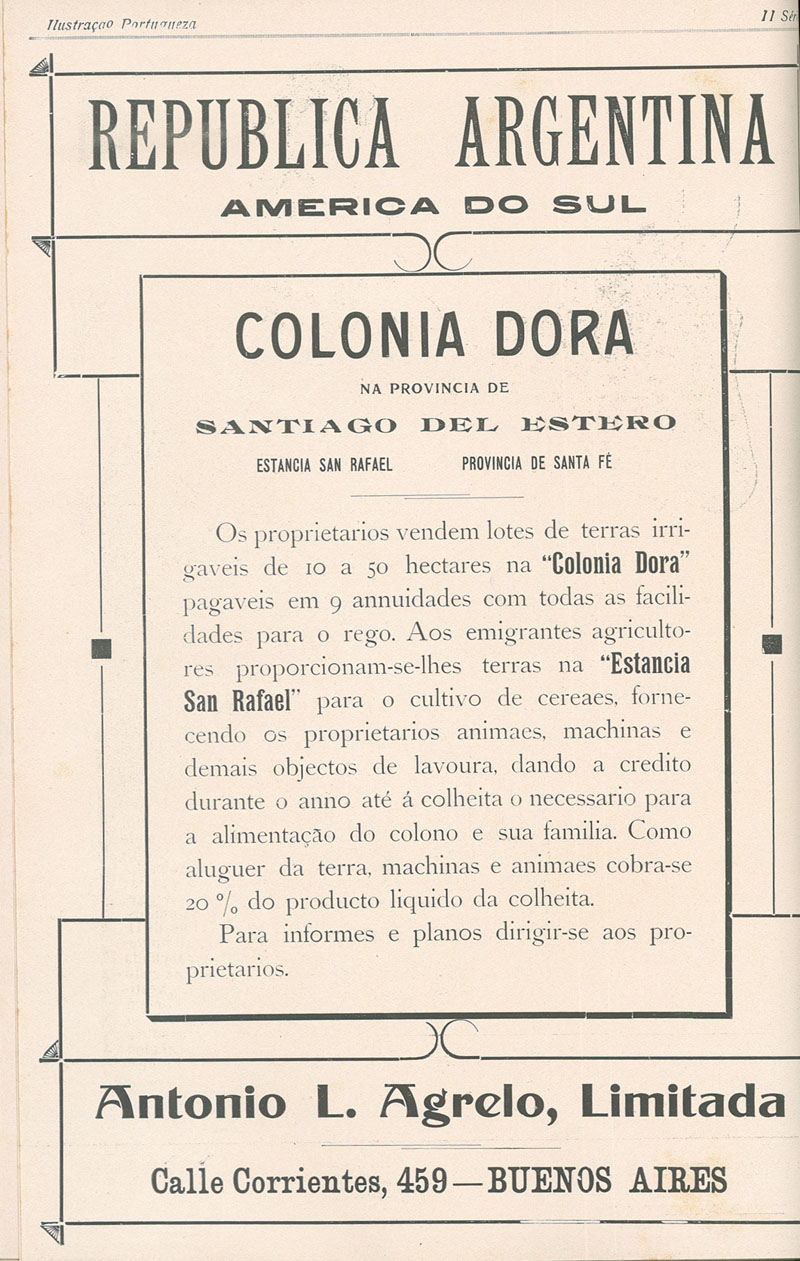 Ilustração Portugueza
II Séri
REPUBLICA ARGENTINA
AMERICA DO SUL
COLONIA DORA
NA PROVINCIA DE
SANTIAGO DEL ESTERO
ESTANCIA SAN RAFAEL PROVINCIA DE SANTA FÉ
Os proprietarios vendem lotes de terras irri-
gaveis de 10 a 50 hectares na "Colonia Dora"
pagaveis em 9 annuidades com todas as facili-
dades para o rego. Aos emigrantes agriculto-
res proporcionam-se-lhes terras na "Estancia
San Rafael" para o cultivo de cereaes, forne-
cendo os proprietarios animaes, machinas e
demais objectos de lavoura, dando a credito
durante o anno até á colheita o necessario para
a alimentação do colono e sua familia. Como
aluguer da terra, machinas e animaes cobra-se
20 % do producto liquido da colheita.
Para informes e planos dirigir-se aos pro-
prietarios.
Antonio L. Agrelo, Limitada
Calle Corrientes, 459—BUENOS AIRES